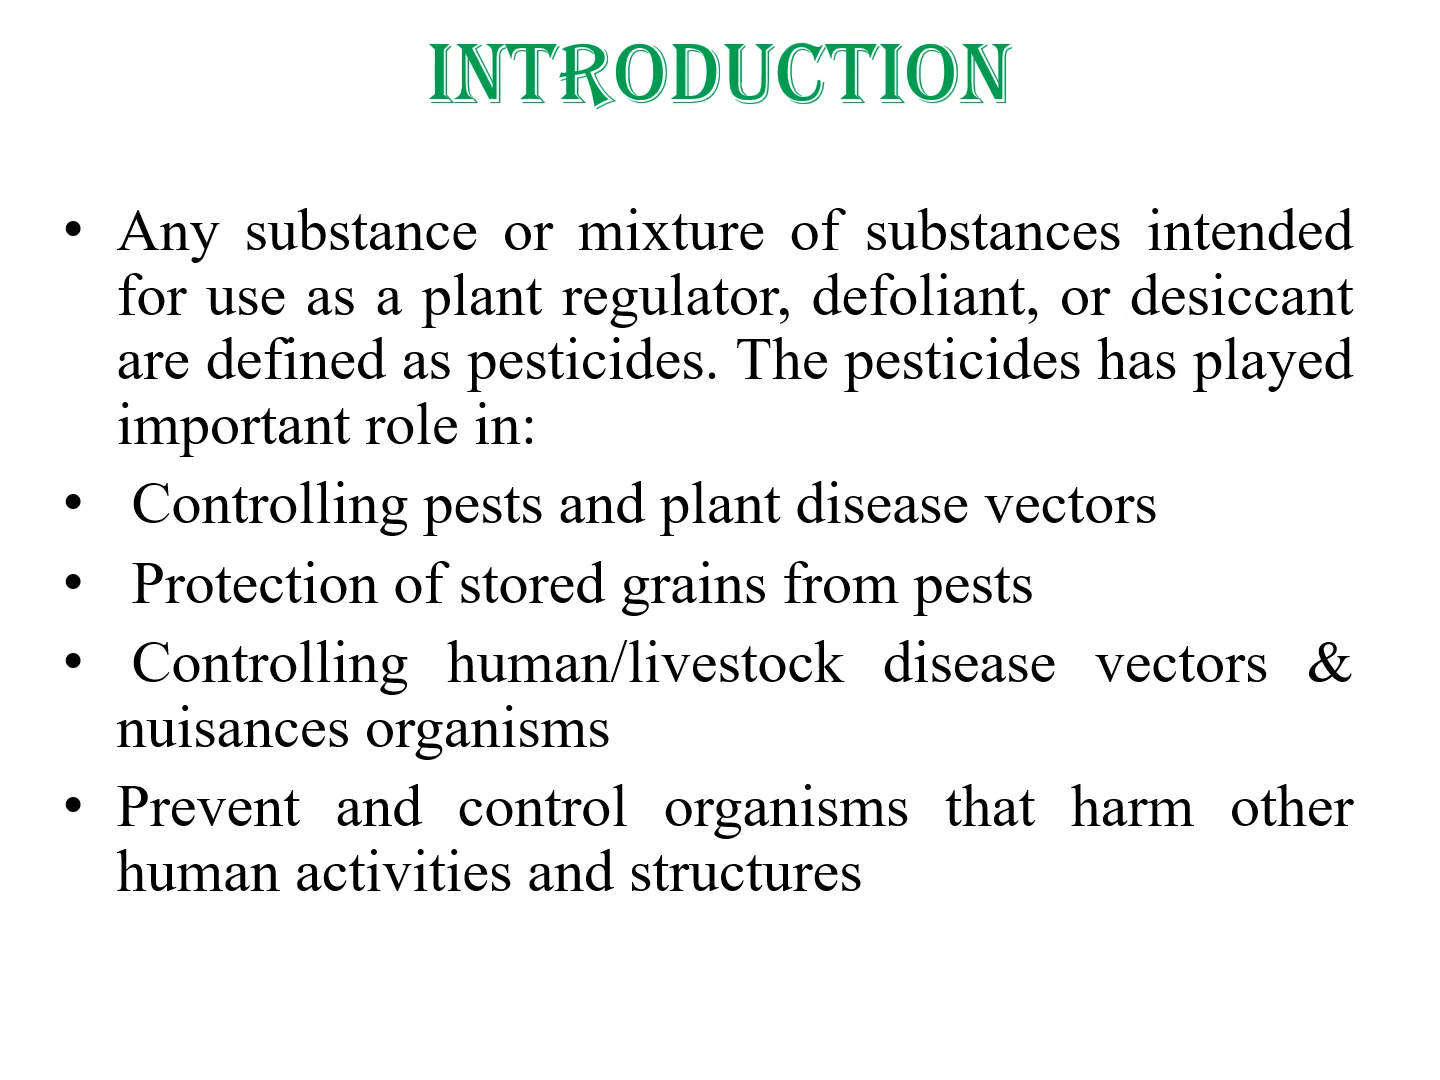 INTRODUCTION
• Any substance or mixture of substances intended
for use as a plant regulator, defoliant, or desiccant
are defined as pesticides. The pesticides has played
important role in:
• Controlling pests and plant disease vectors
• Protection of stored grains from pests
• Controlling human/livestock disease vectors &
nuisances organisms
• Prevent and control organisms that harm other
human activities and structures